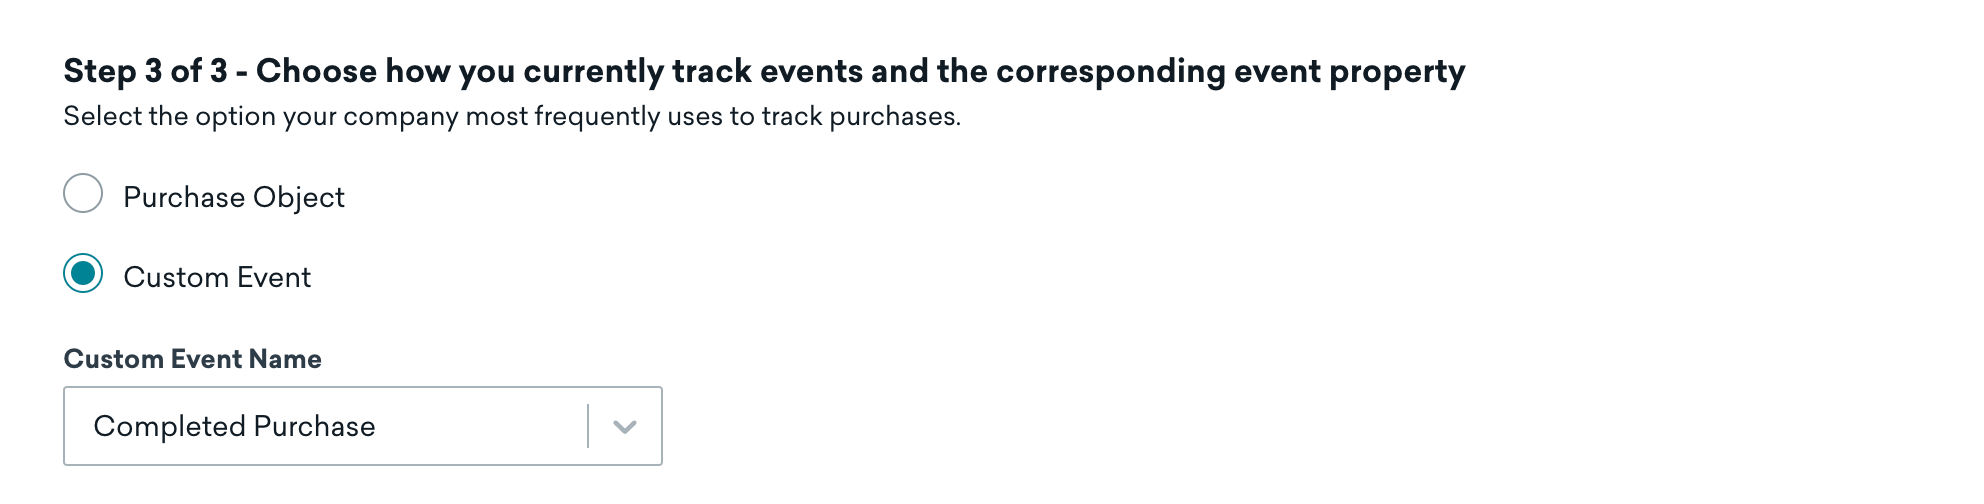 Step 3 of 3 - Choose how you currently track events and the corresponding event property
Select the option your company most frequently uses to track purchases.
Purchase Object
Custom Event
Custom Event Name
Completed Purchase